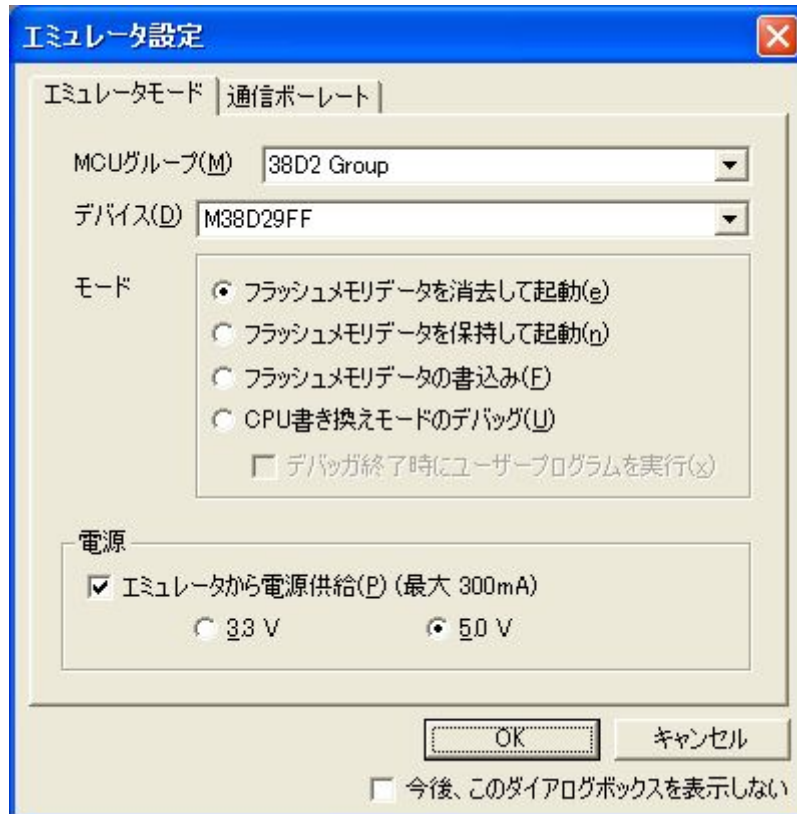 エミュレータ設定
エミュレータモード 通信ボーレート
MCUグループ(M) 38D2 Group
デバイス(D) M38D29FF
モード
フラッシュメモリデータを消去して起動(e)
フラッシュメモリデータを保持して起動(n)
フラッシュメモリデータの書込み(F)
CPU書き換えモードのデバッグ(U)
デバッガ終了時にユーザープログラムを実行(x)
電源
エミュレータから電源供給(P) (最大 300mA)
3.3 V 5.0 V
OK キャンセル
今後、このダイアログボックスを表示しない